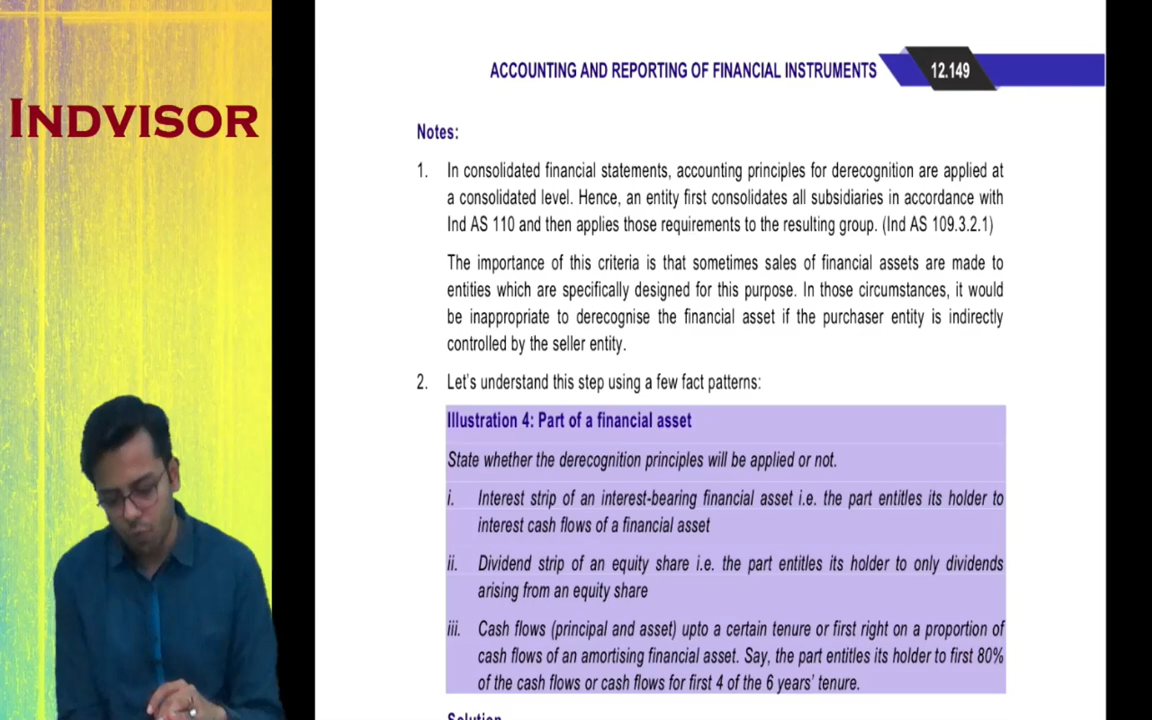 INDVISOR
ACCOUNTING AND REPORTING OF FINANCIAL INSTRUMENTS 12.149
Notes:
1. In consolidated financial statements, accounting principles for derecognition are applied at
a consolidated level. Hence, an entity first consolidates all subsidiaries in accordance with
Ind AS 110 and then applies those requirements to the resulting group. (Ind AS 109.3.2.1)
The importance of this criteria is that sometimes sales of financial assets are made to
entities which are specifically designed for this purpose. In those circumstances, it would
be inappropriate to derecognise the financial asset if the purchaser entity is indirectly
controlled by the seller entity.
2. Let's understand this step using a few fact patterns:
Illustration 4: Part of a financial asset
State whether the derecognition principles will be applied or not.
i. Interest strip of an interest-bearing financial asset i.e. the part entitles its holder to
interest cash flows of a financial asset
ii. Dividend strip of an equity share i.e. the part entitles its holder to only dividends
arising from an equity share
iii. Cash flows (principal and asset) upto a certain tenure or first right on a proportion of
cash flows of an amortising financial asset. Say, the part entitles its holder to first 80%
of the cash flows or cash flows for first 4 of the 6 years' tenure.
Solution